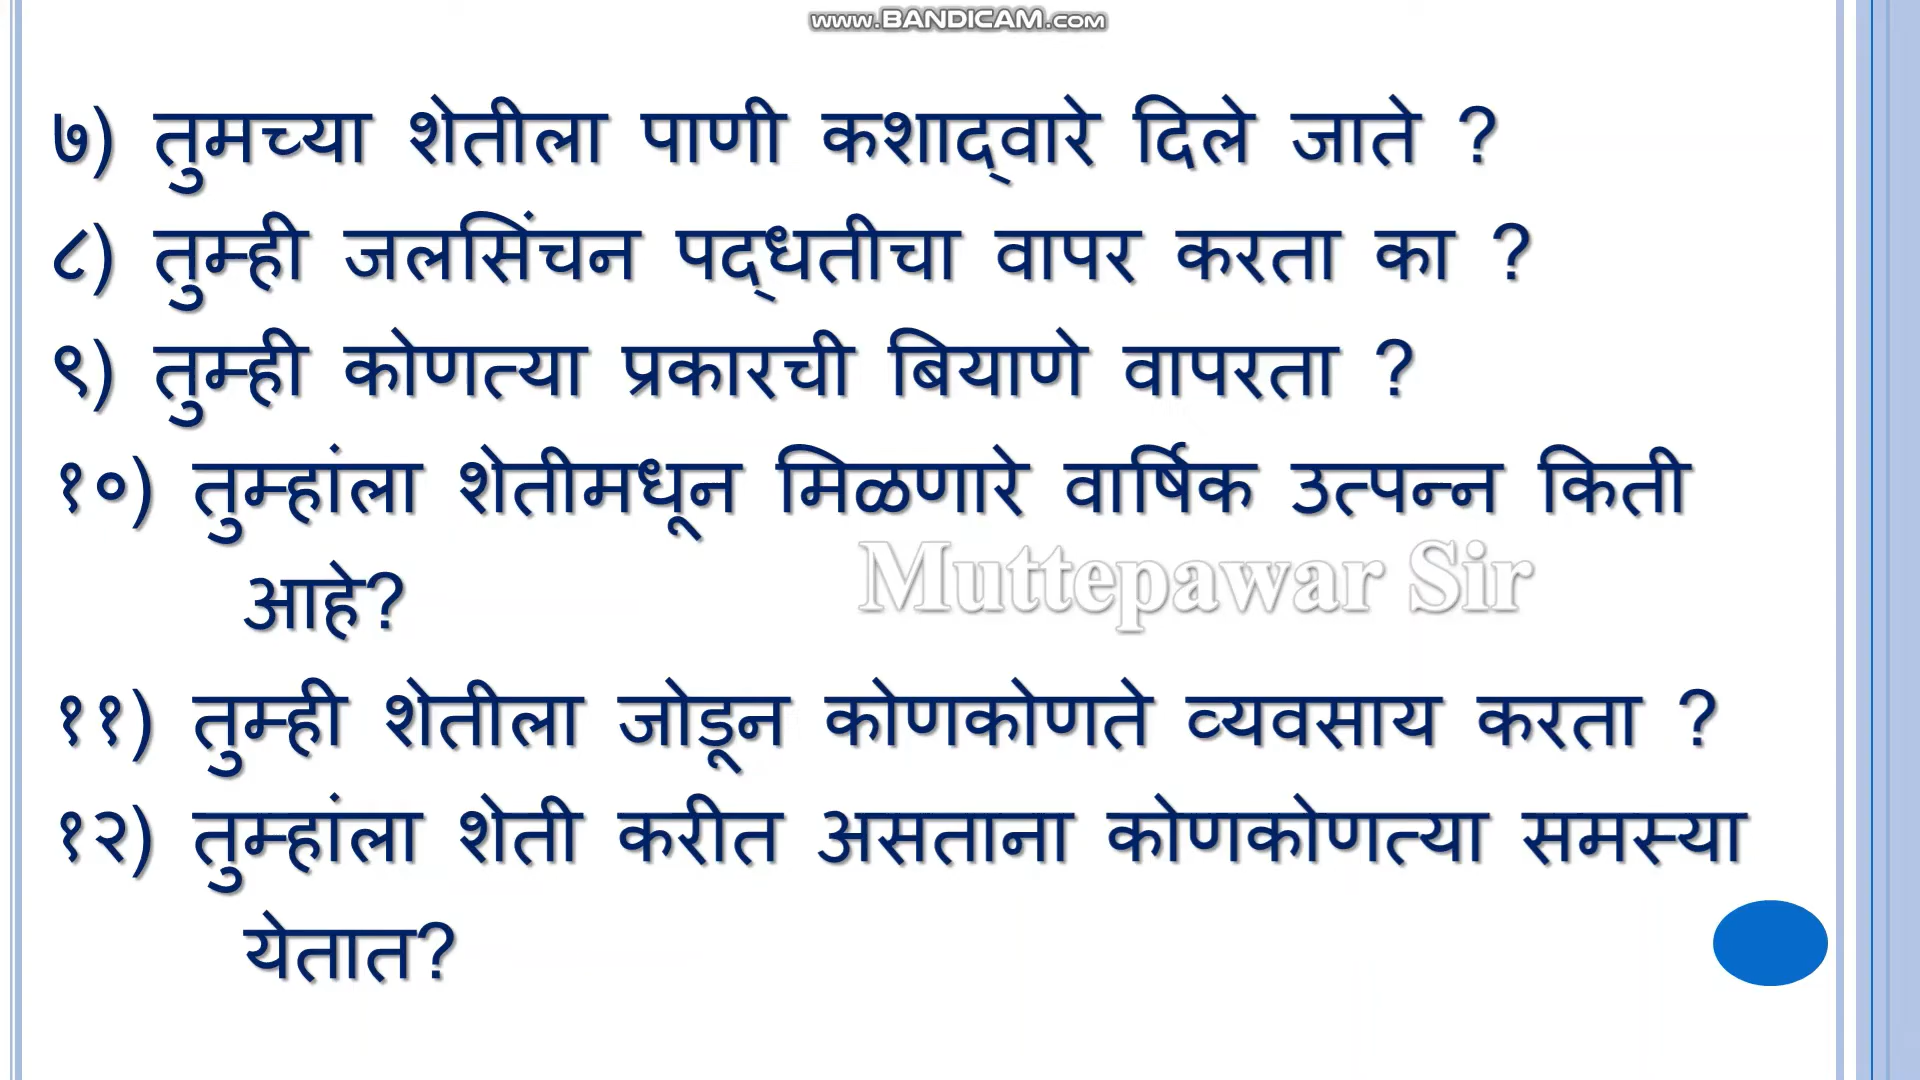 www.BANDICAM.com
७) तुमच्या शेतीला पाणी कशाद्‌वारे दिले जाते ?
८) तुम्ही जलसिंचन पद्‌धतीचा वापर करता का ?
९) तुम्ही कोणत्या प्रकारची बियाणे वापरता ?
१०) तुम्हांला शेतीमधून मिळणारे वार्षिक उत्पन्न किती
आहे?
Muttepawar Sir
११) तुम्ही शेतीला जोडून कोणकोणते व्यवसाय करता ?
१२) तुम्हांला शेती करीत असताना कोणकोणत्या समस्या
येतात?